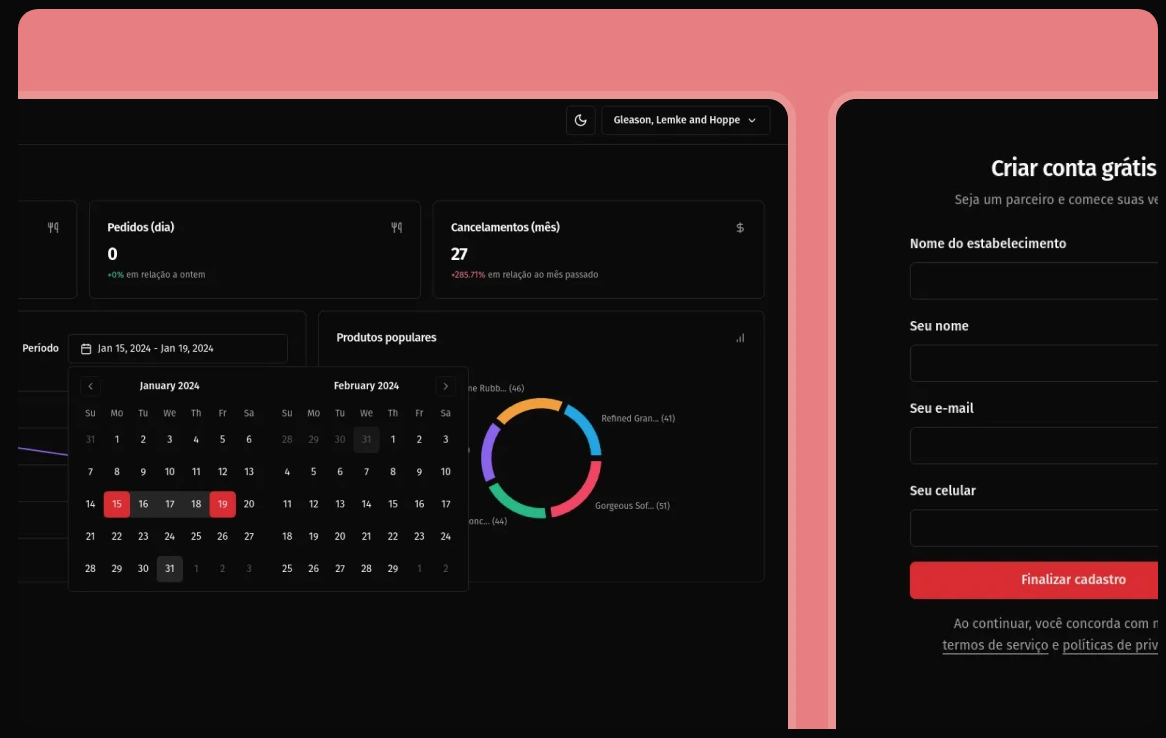 Gleason, Lemke and Hoppe
Pedidos (dia)
0
+0% em relação a ontem
Cancelamentos (mês)
27
+285.71% em relação ao mês passado
Período
Jan 15, 2024 - Jan 19, 2024
January 2024
Su Mo Tu We Th Fr Sa
31 1 2 3 4 5 6
7 8 9 10 11 12 13
14 15 16 17 18 19 20
21 22 23 24 25 26 27
28 29 30 31 1 2 3
February 2024
Su Mo Tu We Th Fr Sa
28 29 30 31 1 2 3
4 5 6 7 8 9 10
11 12 13 14 15 16 17
18 19 20 21 22 23 24
25 26 27 28 29 1 2
Produtos populares
ne Rubb... (46)
Refined Gran... (41)
Gorgeous Sof... (51)
onc... (44)
Criar conta grátis
Seja um parceiro e comece suas ve
Nome do estabelecimento
Seu nome
Seu e-mail
Seu celular
Finalizar cadastro
Ao continuar, você concorda com n
termos de serviço e políticas de priv